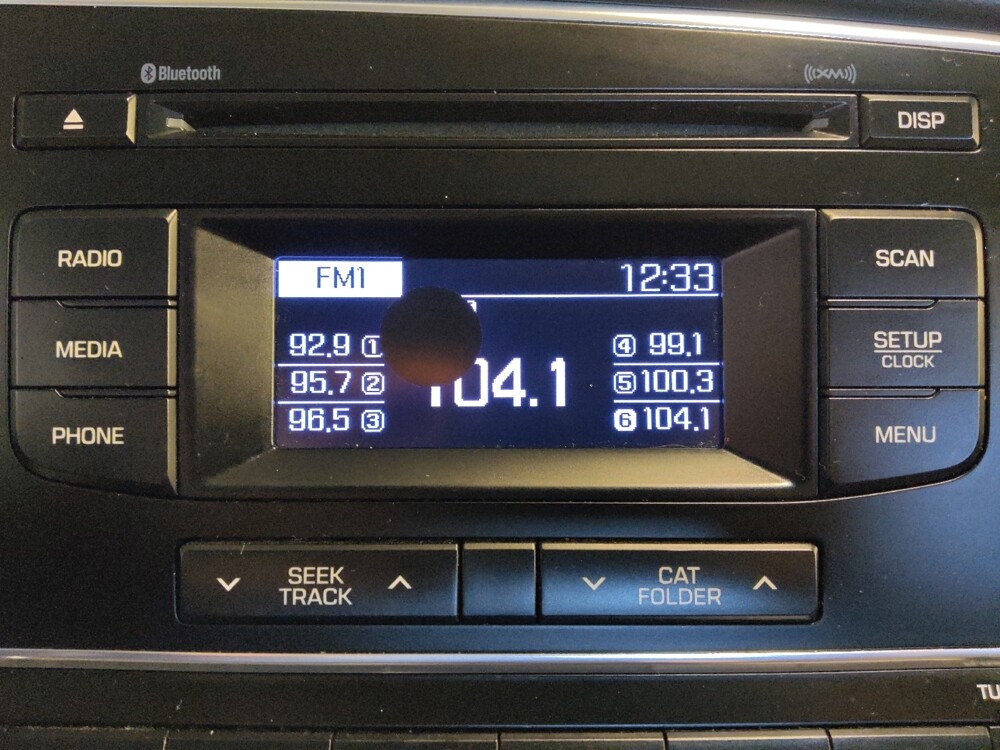 Bluetooth
XM
DISP
RADIO
MEDIA
PHONE
FM1
12:33
92.9 1
95.7 2
96.5 3
104.1
4 99.1
5 100.3
6 104.1
SCAN
SETUP
CLOCK
MENU
SEEK
TRACK
CAT
FOLDER